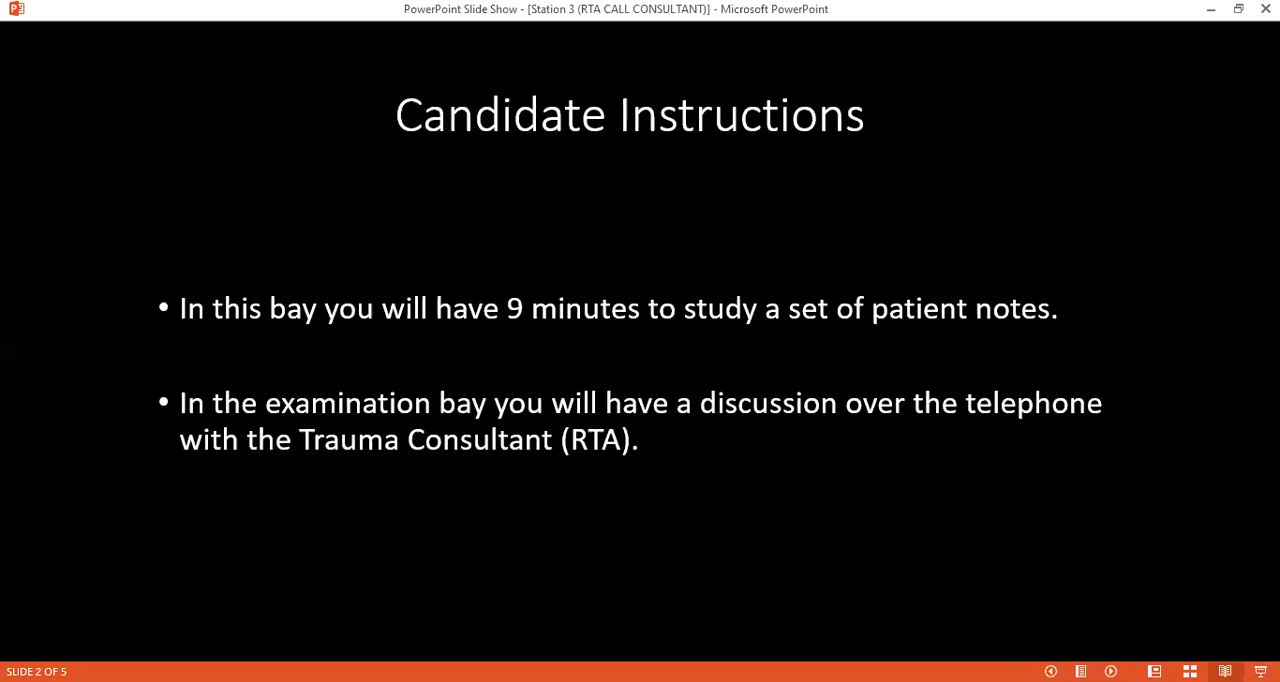 PowerPoint Slide Show - [Station 3 (RTA CALL CONSULTANT)] - Microsoft PowerPoint
Candidate Instructions
• In this bay you will have 9 minutes to study a set of patient notes.
• In the examination bay you will have a discussion over the telephone
with the Trauma Consultant (RTA).
SLIDE 2 OF 5